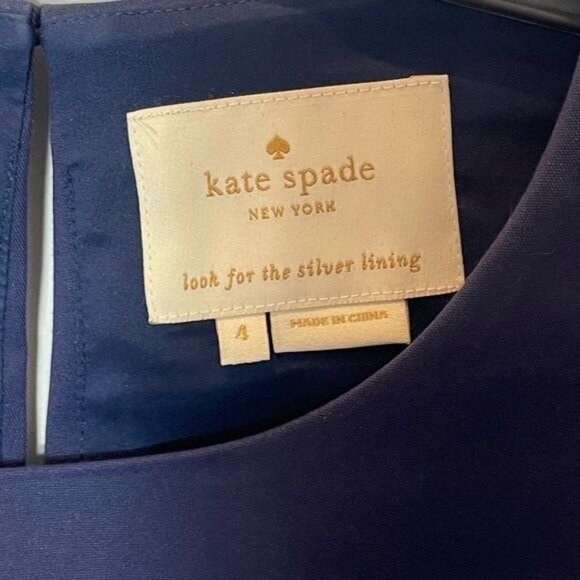 kate spade
NEW YORK
look for the silver lining
4
MADE IN CHINA